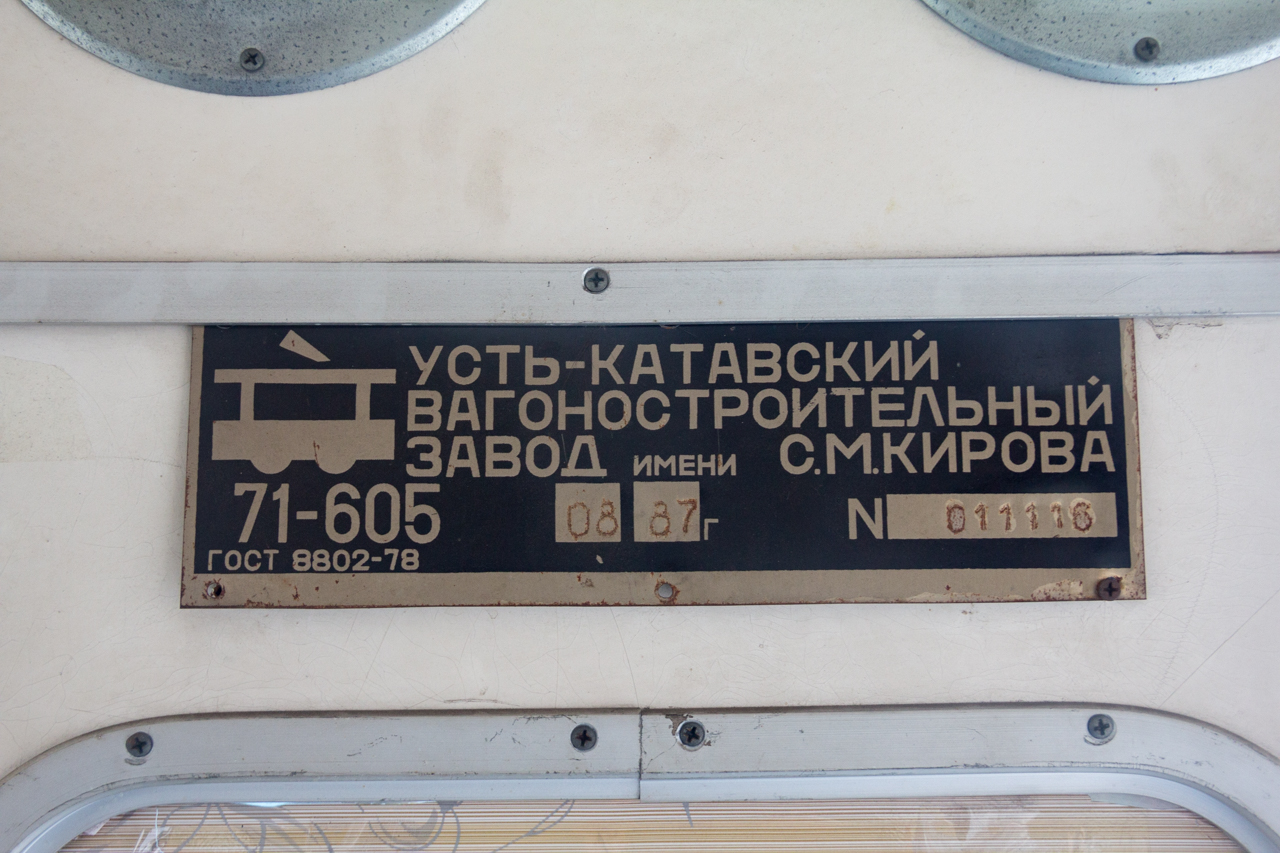 УСТЬ-КАТАВСКИЙ
ВАГОНОСТРОИТЕЛЬНЫЙ
ЗАВОД ИМЕНИ С.М.КИРОВА
71-605 08 87г N 011116
ГОСТ 8802-78